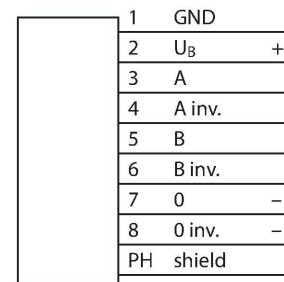 1 GND
2 U_B +
3 A
4 A inv.
5 B
6 B inv.
7 0 –
8 0 inv. –
PH shield